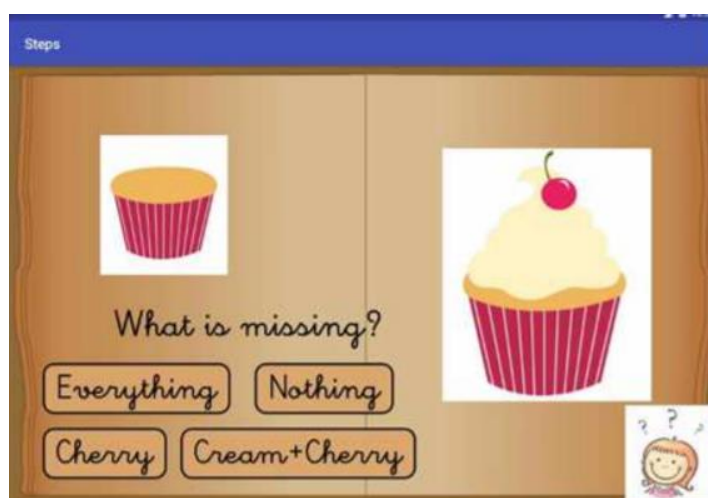 Steps
What is missing?
Everything
Nothing
Cherry
Cream+Cherry
? ? ?